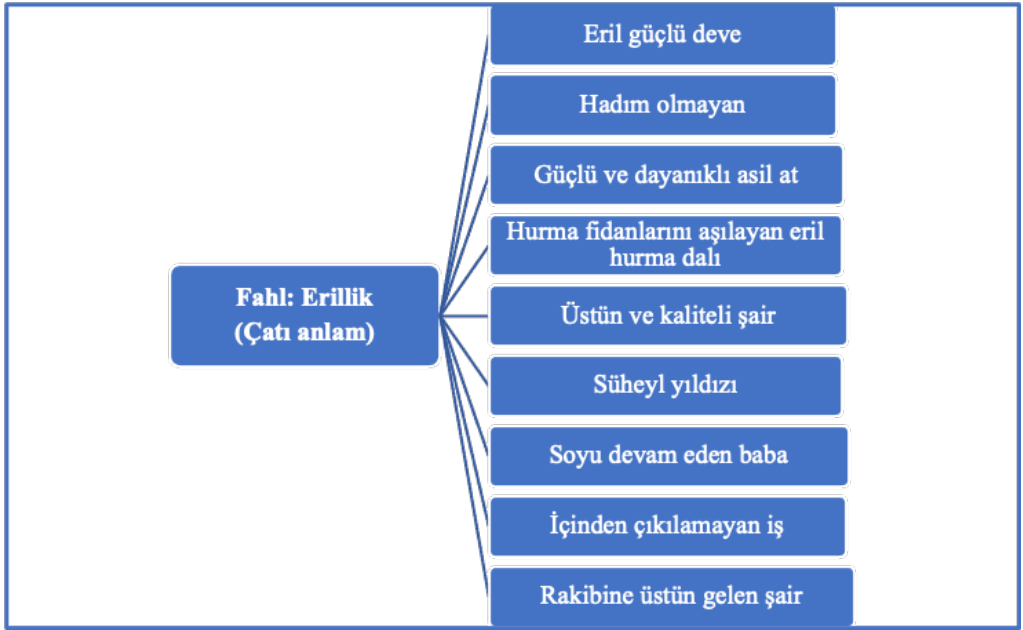 Fahl: Erillik
(Çatı anlam)
Eril güçlü deve
Hadım olmayan
Güçlü ve dayanıklı asil at
Hurma fidanlarını aşılayan eril
hurma dalı
Üstün ve kaliteli şair
Süheyl yıldızı
Soyu devam eden baba
İçinden çıkılamayan iş
Rakibine üstün gelen şair